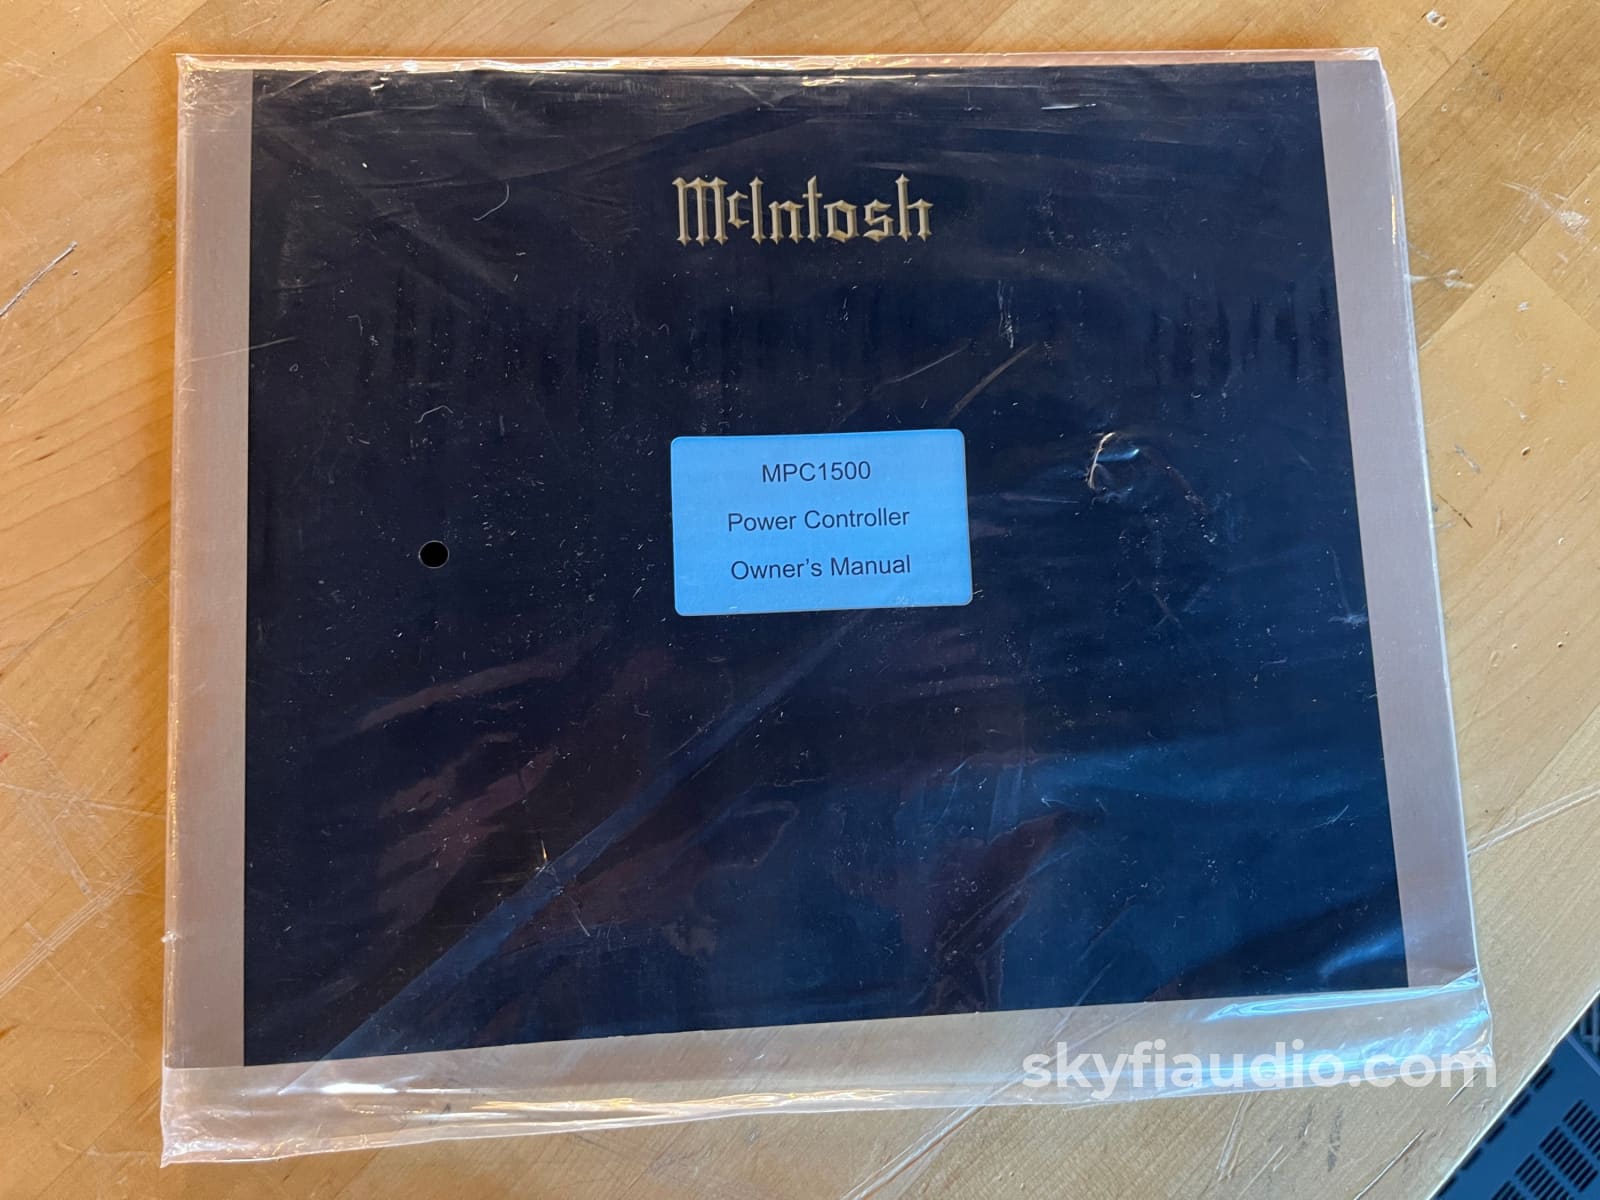 McIntosh
MPC1500
Power Controller
Owner's Manual
skyfiaudio.com